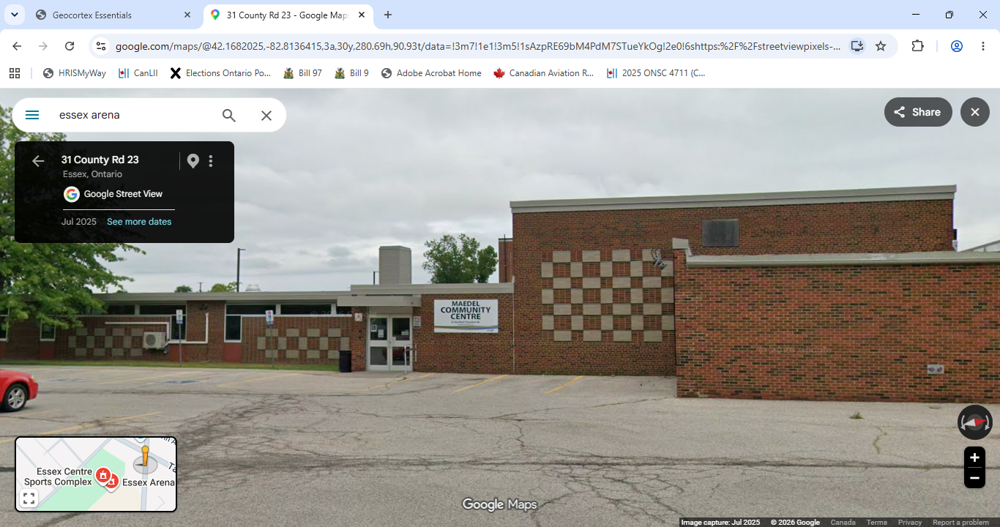 Geocortex Essentials
31 County Rd 23 - Google Maps
google.com/maps/@42.1682025,-82.8136415,3a,30y,280.69h,90.93t/data=!3m7!1e1!3m5!1sAzpRE69bM4PdM7STueYkOg!2e0!6shttps:%2F%2Fstreetviewpixels-...
HRISMyWay
CanLII
Elections Ontario Po...
Bill 97
Bill 9
Adobe Acrobat Home
Canadian Aviation R...
2025 ONSC 4711 (C...
essex arena
Share
31 County Rd 23
Essex, Ontario
Google Street View
Jul 2025 See more dates
MAEDEL
COMMUNITY
CENTRE
© 2026 Google
Essex Centre
Sports Complex
Essex Arena
Google Maps
Image capture: Jul 2025 © 2026 Google Canada Terms Privacy Report a problem